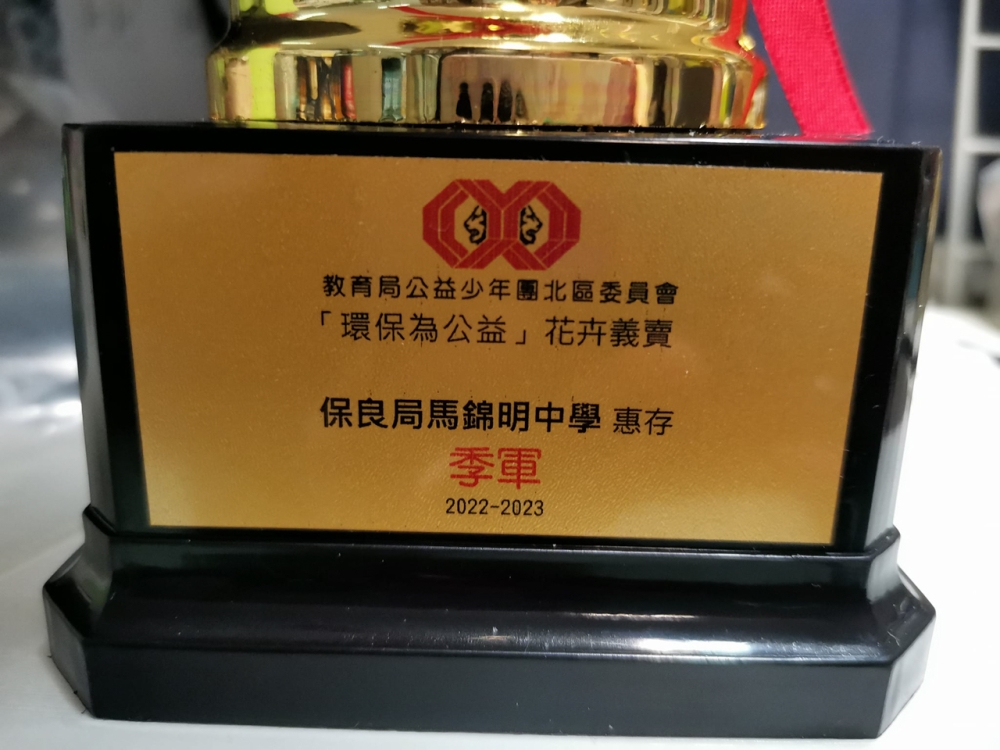 教育局公益少年團北區委員會
「環保為公益」花卉義賣
保良局馬錦明中學 惠存
季軍
2022-2023